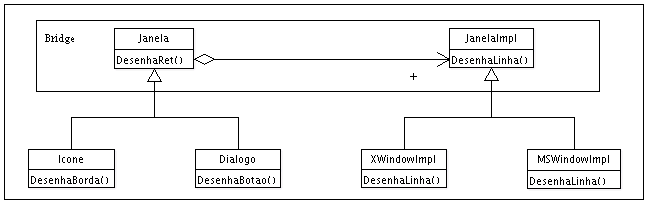 Bridge
Janela
JanelaImpl
DesenhaRet()
DesenhaLinha()
+
Icone
Dialogo
XWindowImpl
MSWindowImpl
DesenhaBorda()
DesenhaBotao()
DesenhaLinha()
DesenhaLinha()